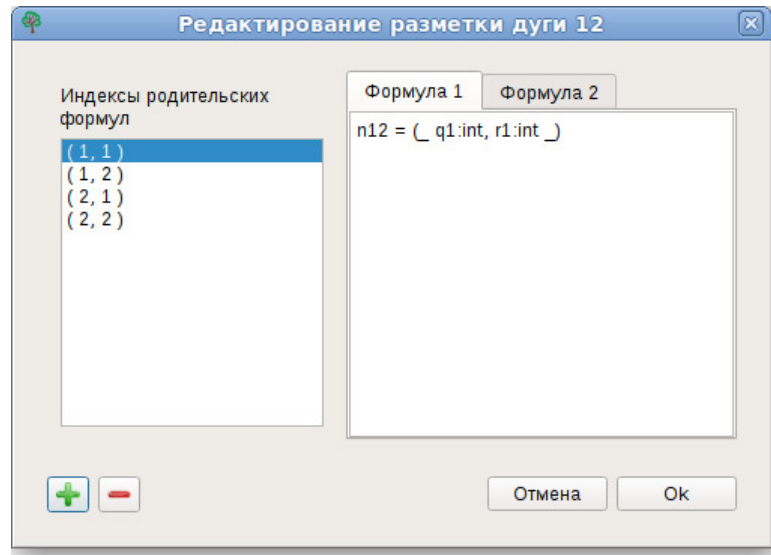 Редактирование разметки дуги 12
Индексы родительских
формул
( 1, 1 )
( 1, 2 )
( 2, 1 )
( 2, 2 )
Формула 1
Формула 2
n12 = (_ q1:int, r1:int _)
Отмена
Ok